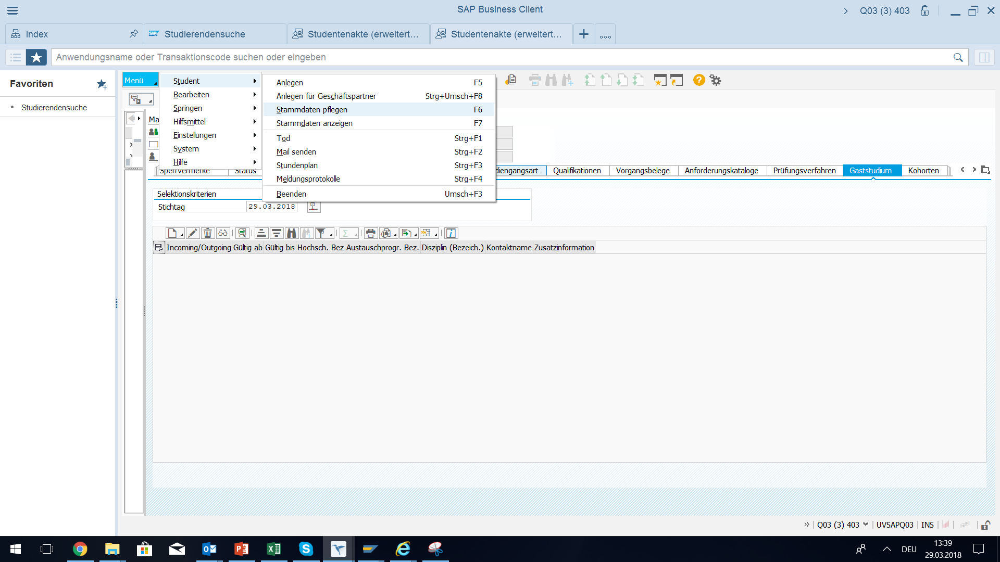 SAP Business Client
Q03 (3) 403
Index
Studierendensuche
Studentenakte (erweitert...
Studentenakte (erweitert...
Anwendungsname oder Transaktionscode suchen oder eingeben
Favoriten
Studierendensuche
Menü
Student
Bearbeiten
Springen
Hilfsmittel
Einstellungen
System
Hilfe
Anlegen F5
Anlegen für Geschäftspartner Strg+Umsch+F8
Stammdaten pflegen F6
Stammdaten anzeigen F7
Tod Strg+F1
Mail senden Strg+F2
Stundenplan Strg+F3
Meldungsprotokolle Strg+F4
Beenden Umsch+F3
Ma
Sperrvermerke Status diengangsart Qualifikationen Vorgangsbelege Anforderungskataloge Prüfungsverfahren Gaststudium Kohorten
Selektionskriterien
Stichtag 29.03.2018
Incoming/Outgoing Gültig ab Gültig bis Hochsch. Bez Austauschprogr. Bez. Disziplin (Bezeich.) Kontaktname Zusatzinformation
Q03 (3) 403 UVSAPQ03 INS
DEU
13:39
29.03.2018